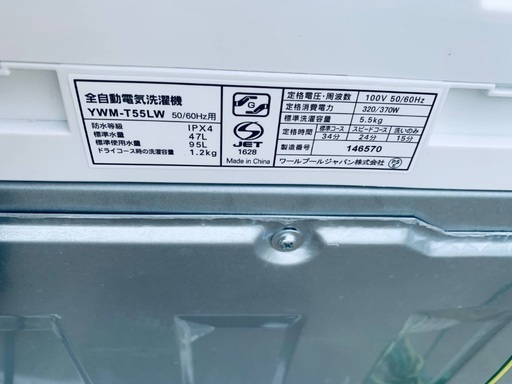 全自動電気洗濯機
YWM-T55LW 50/60Hz用
防水等級 IPX4
標準水量 47L
標準使用水量 95L
ドライコース時の洗濯容量 1.2kg
G
S
JET
1628
Made in China
定格電圧・周波数 100V 50/60Hz
定格消費電力 320/370W
標準洗濯容量 5.5kg
標準コース スピードコース 洗いのみ
34分 24分 15分
製造番号 146570
ワールプールジャパン株式会社 PSE